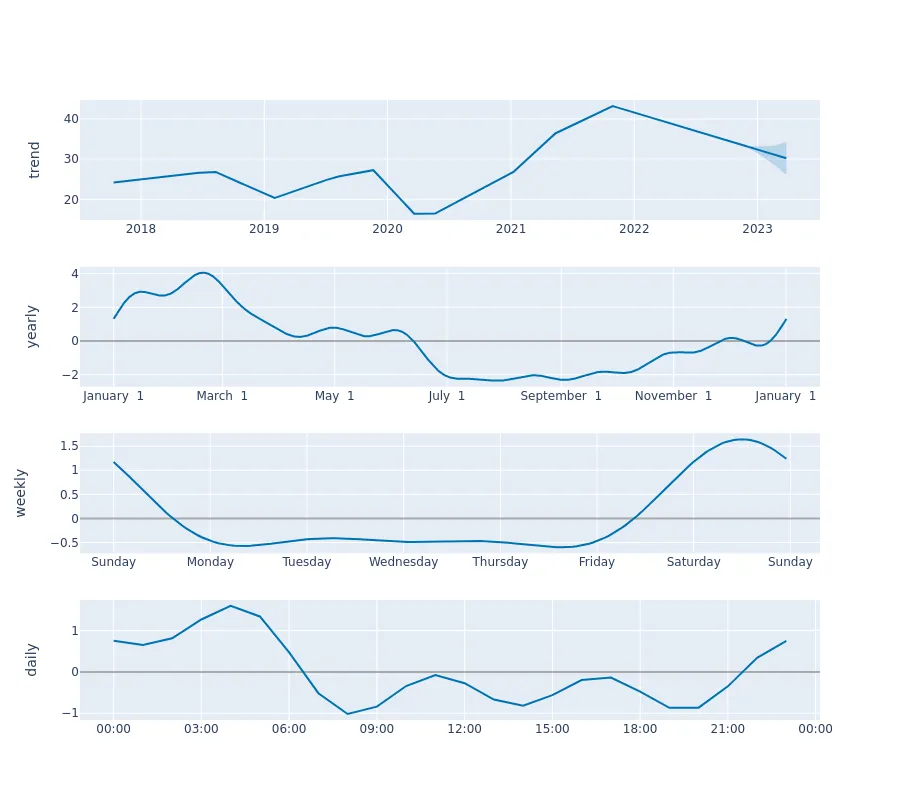 trend
40
30
20
2018 2019 2020 2021 2022 2023
yearly
4
2
0
−2
January 1 March 1 May 1 July 1 September 1 November 1 January 1
weekly
1.5
1
0.5
0
−0.5
Sunday Monday Tuesday Wednesday Thursday Friday Saturday Sunday
daily
1
0
−1
00:00 03:00 06:00 09:00 12:00 15:00 18:00 21:00 00:00